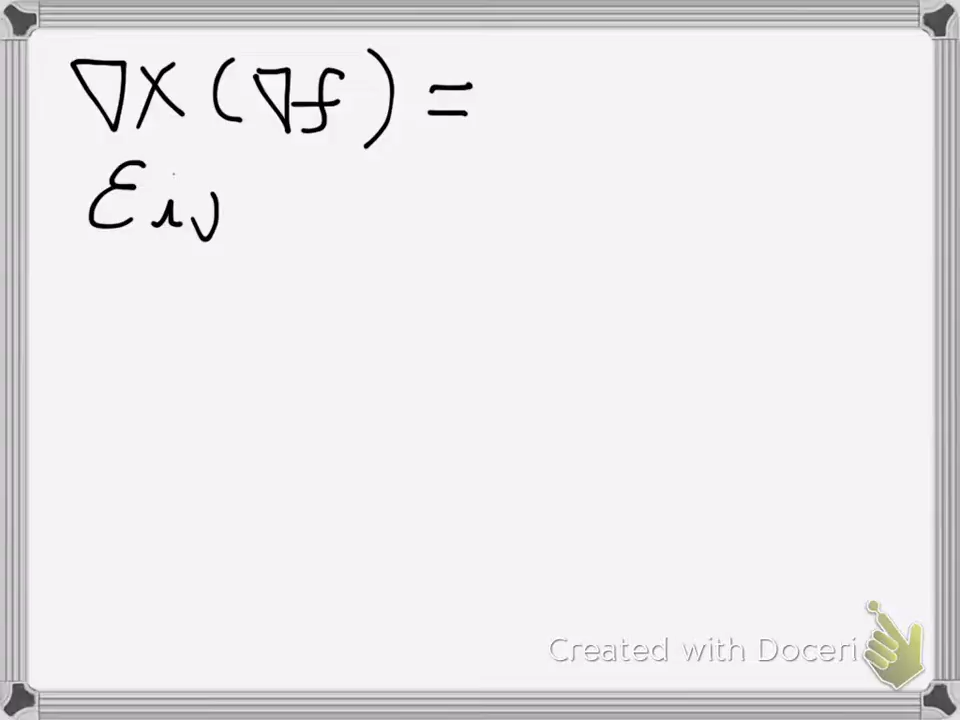 ∇ × (∇f) =
εij
Created with Doceri